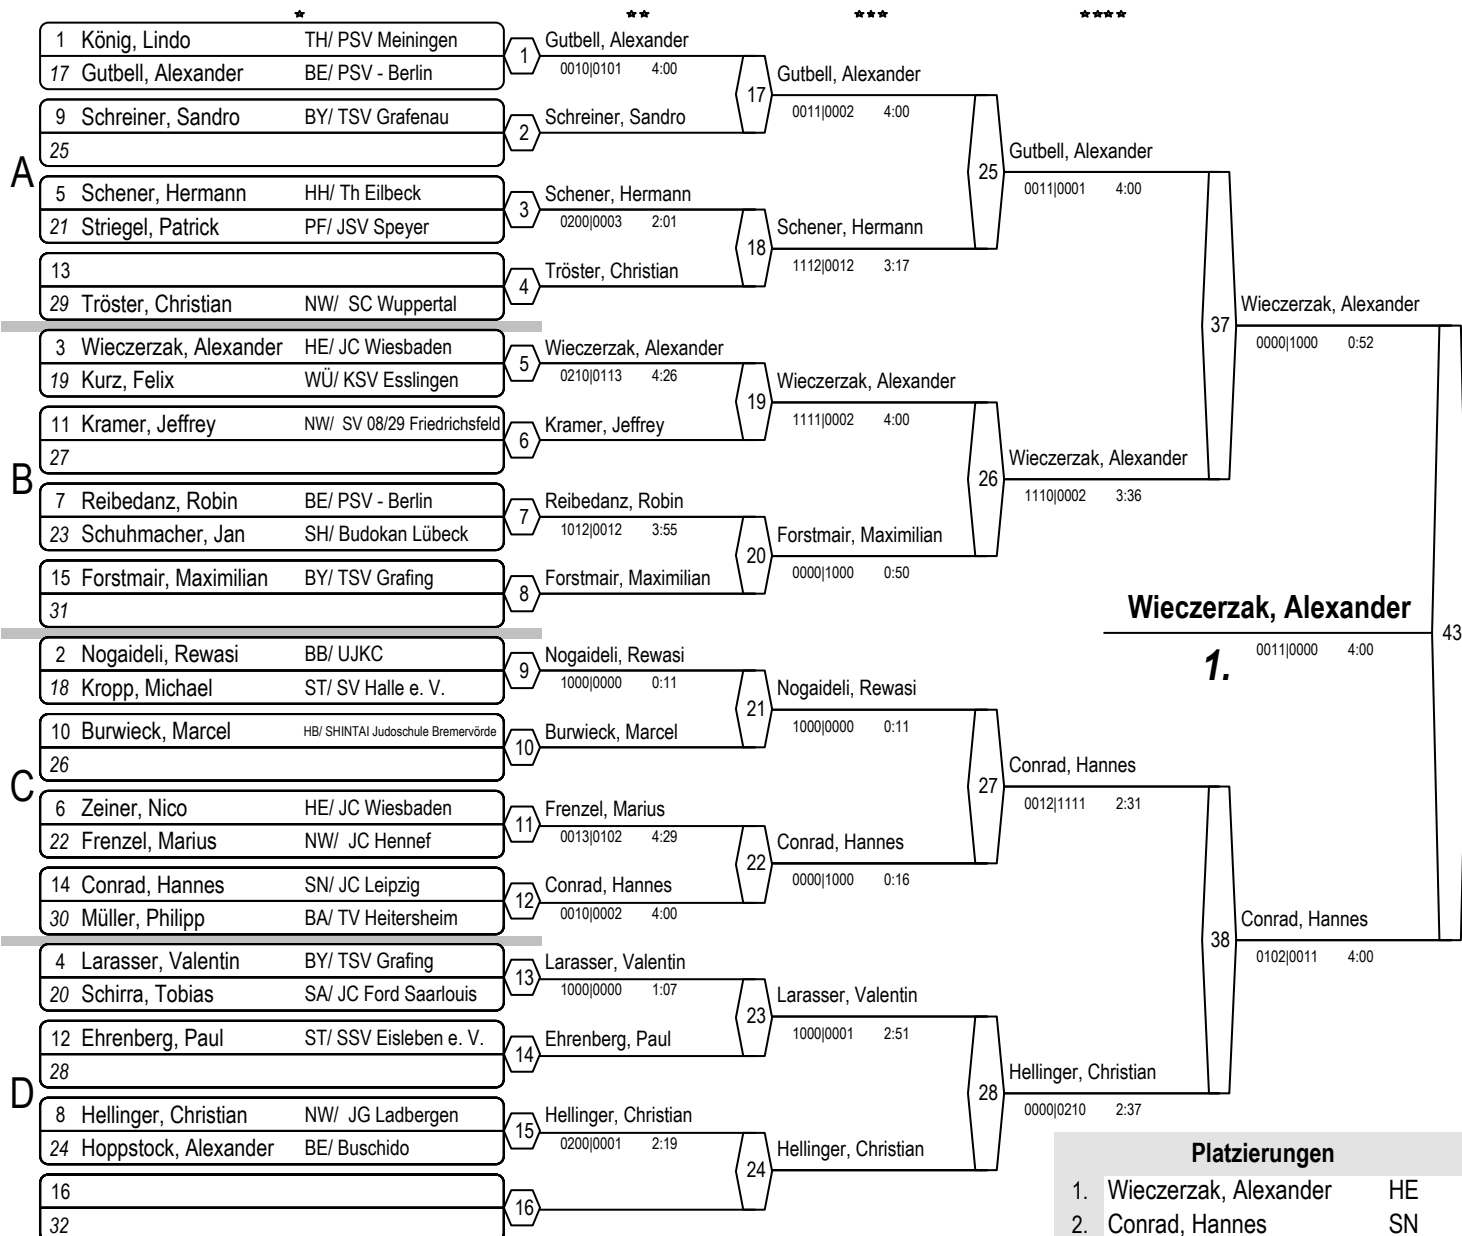 * ** *** ****
A
1 König, Lindo TH/ PSV Meiningen
17 Gutbell, Alexander BE/ PSV - Berlin
9 Schreiner, Sandro BY/ TSV Grafenau
25
5 Schener, Hermann HH/ Th Eilbeck
21 Striegel, Patrick PF/ JSV Speyer
13
29 Tröster, Christian NW/ SC Wuppertal
B
3 Wieczerzak, Alexander HE/ JC Wiesbaden
19 Kurz, Felix WÜ/ KSV Esslingen
11 Kramer, Jeffrey NW/ SV 08/29 Friedrichsfeld
27
7 Reibedanz, Robin BE/ PSV - Berlin
23 Schuhmacher, Jan SH/ Budokan Lübeck
15 Forstmair, Maximilian BY/ TSV Grafing
31
C
2 Nogaideli, Rewasi BB/ UJKC
18 Kropp, Michael ST/ SV Halle e. V.
10 Burwieck, Marcel HB/ SHINTAI Judoschule Bremervörde
26
6 Zeiner, Nico HE/ JC Wiesbaden
22 Frenzel, Marius NW/ JC Hennef
14 Conrad, Hannes SN/ JC Leipzig
30 Müller, Philipp BA/ TV Heitersheim
D
4 Larasser, Valentin BY/ TSV Grafing
20 Schirra, Tobias SA/ JC Ford Saarlouis
12 Ehrenberg, Paul ST/ SSV Eisleben e. V.
28
8 Hellinger, Christian NW/ JG Ladbergen
24 Hoppstock, Alexander BE/ Buschido
16
32
1 Gutbell, Alexander
0010|0101 4:00
2 Schreiner, Sandro
3 Schener, Hermann
0200|0003 2:01
4 Tröster, Christian
5 Wieczerzak, Alexander
0210|0113 4:26
6 Kramer, Jeffrey
7 Reibedanz, Robin
1012|0012 3:55
8 Forstmair, Maximilian
9 Nogaideli, Rewasi
1000|0000 0:11
10 Burwieck, Marcel
11 Frenzel, Marius
0013|0102 4:29
12 Conrad, Hannes
0010|0002 4:00
13 Larasser, Valentin
1000|0000 1:07
14 Ehrenberg, Paul
15 Hellinger, Christian
0200|0001 2:19
16
17 Gutbell, Alexander
0011|0002 4:00
18 Schener, Hermann
1112|0012 3:17
19 Wieczerzak, Alexander
1111|0002 4:00
20 Forstmair, Maximilian
0000|1000 0:50
21 Nogaideli, Rewasi
1000|0000 0:11
22 Conrad, Hannes
0000|1000 0:16
23 Larasser, Valentin
1000|0001 2:51
24 Hellinger, Christian
25 Gutbell, Alexander
0011|0001 4:00
26 Wieczerzak, Alexander
1110|0002 3:36
27 Conrad, Hannes
0012|1111 2:31
28 Hellinger, Christian
0000|0210 2:37
37 Wieczerzak, Alexander
0000|1000 0:52
38 Conrad, Hannes
0102|0011 4:00
Wieczerzak, Alexander 43
1. 0011|0000 4:00
Platzierungen
1. Wieczerzak, Alexander HE
2. Conrad, Hannes SN